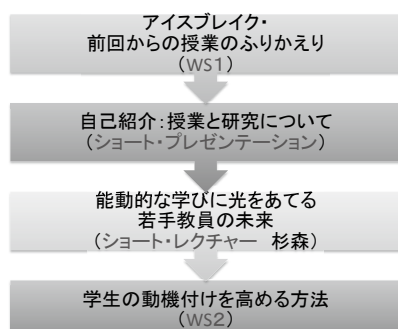 アイスブレイク・
前回からの授業のふりかえり
（WS1）
自己紹介：授業と研究について
（ショート・プレゼンテーション）
能動的な学びに光をあてる
若手教員の未来
（ショート・レクチャー　杉森）
学生の動機付けを高める方法
（WS2）